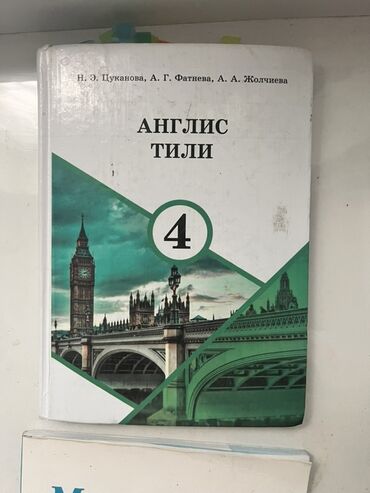 Н. Э. Цуканова, А. Г. Фатнева, А. А. Жолчиева
АНГЛИС
ТИЛИ
4